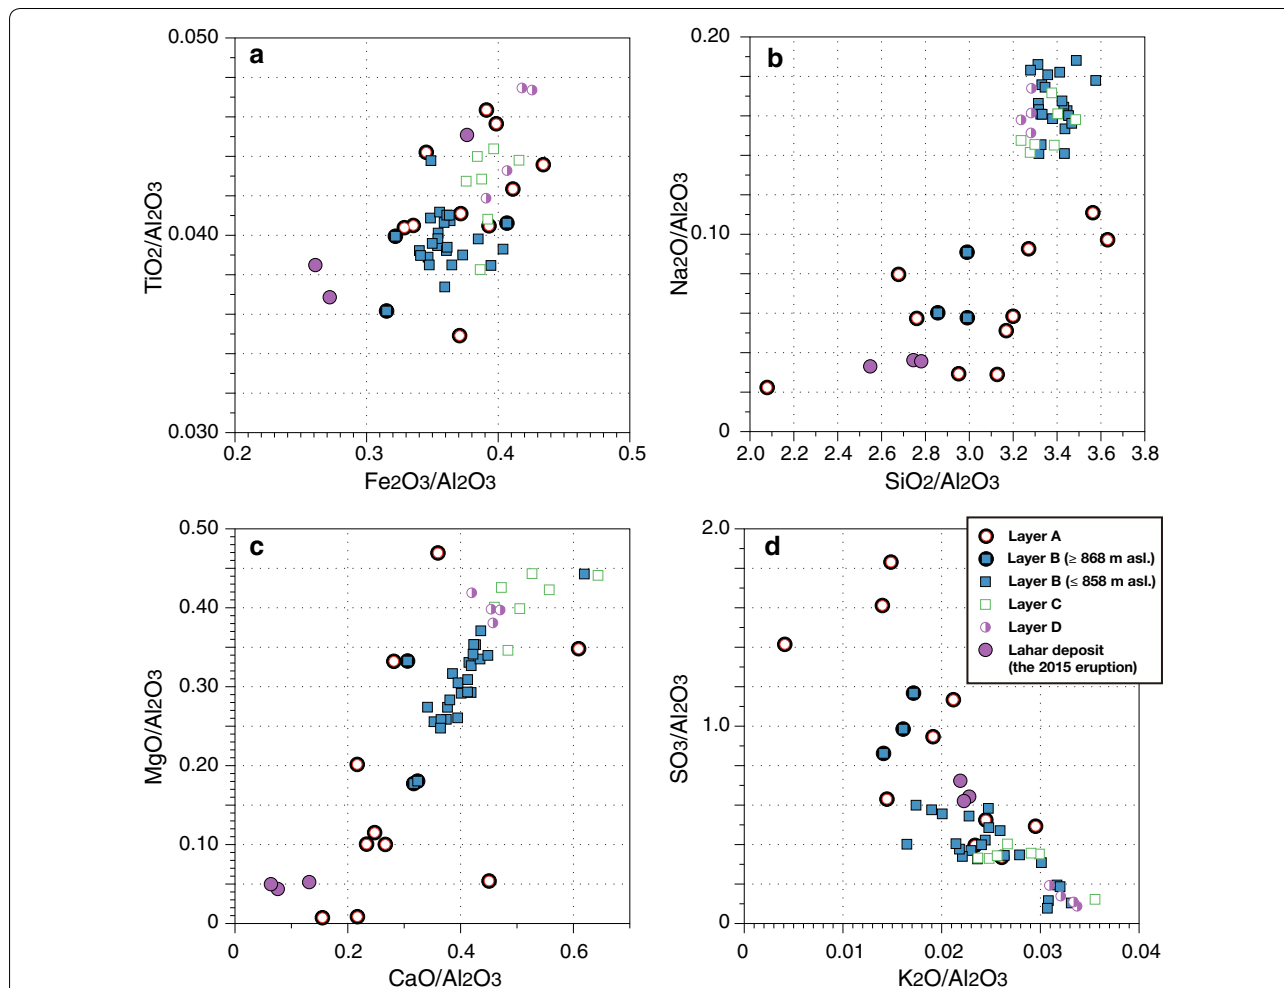 a
0.050
0.040
0.030
TiO2/Al2O3
0.2
0.3
0.4
0.5
Fe2O3/Al2O3
b
0.20
0.10
0
Na2O/Al2O3
2.0 2.2 2.4 2.6 2.8 3.0 3.2 3.4 3.6 3.8
SiO2/Al2O3
c
0.50
0.40
0.30
0.20
0.10
0
MgO/Al2O3
0
0.2
0.4
0.6
CaO/Al2O3
d
2.0
1.0
0
SO3/Al2O3
0
0.01
0.02
0.03
0.04
K2O/Al2O3
Layer A
Layer B (≥ 868 m asl.)
Layer B (≤ 858 m asl.)
Layer C
Layer D
Lahar deposit
(the 2015 eruption)